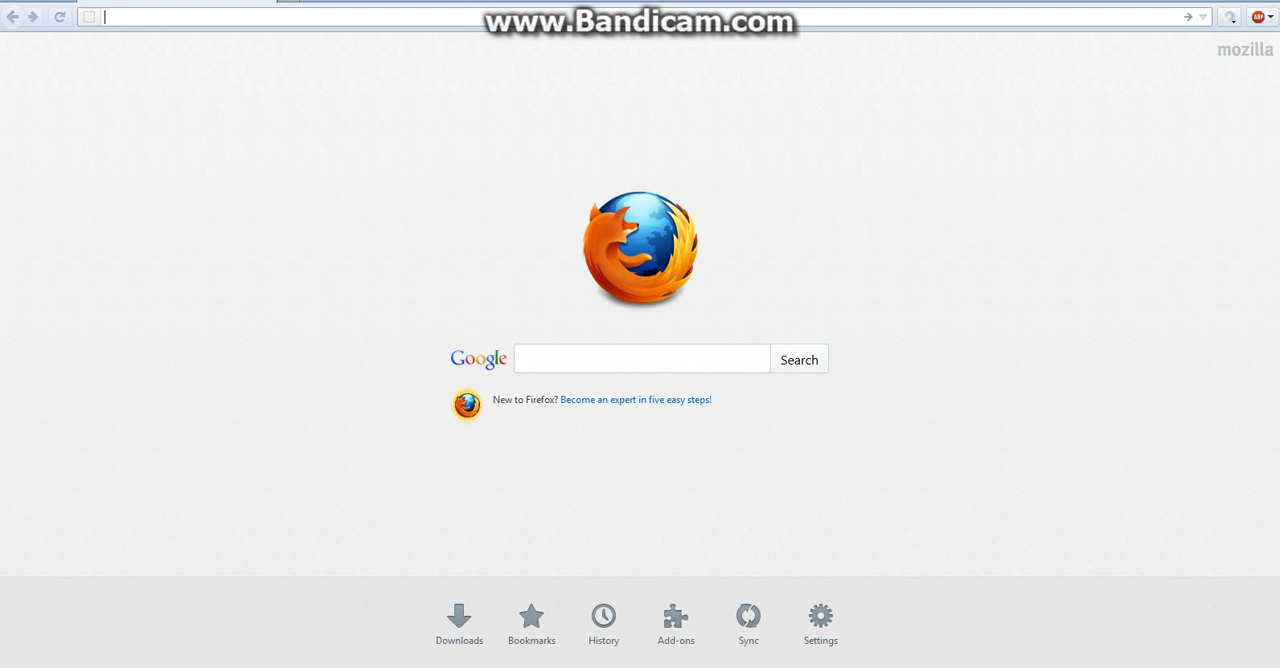 www.Bandicam.com
ABP
mozilla
Google
Search
New to Firefox? Become an expert in five easy steps!
Downloads
Bookmarks
History
Add-ons
Sync
Settings